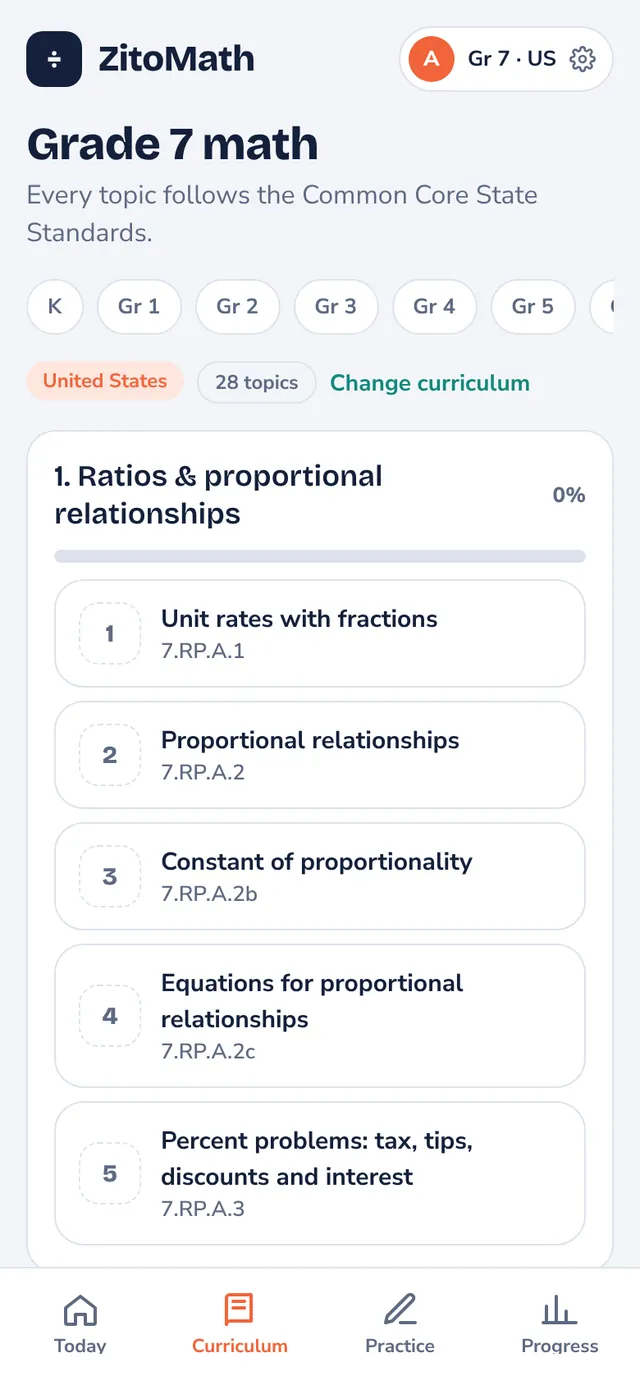 ÷ ZitoMath
A Gr 7 · US
Grade 7 math
Every topic follows the Common Core State
Standards.
K Gr 1 Gr 2 Gr 3 Gr 4 Gr 5
United States 28 topics Change curriculum
1. Ratios & proportional
relationships
0%
1 Unit rates with fractions
7.RP.A.1
2 Proportional relationships
7.RP.A.2
3 Constant of proportionality
7.RP.A.2b
4 Equations for proportional
relationships
7.RP.A.2c
5 Percent problems: tax, tips,
discounts and interest
7.RP.A.3
Today Curriculum Practice Progress